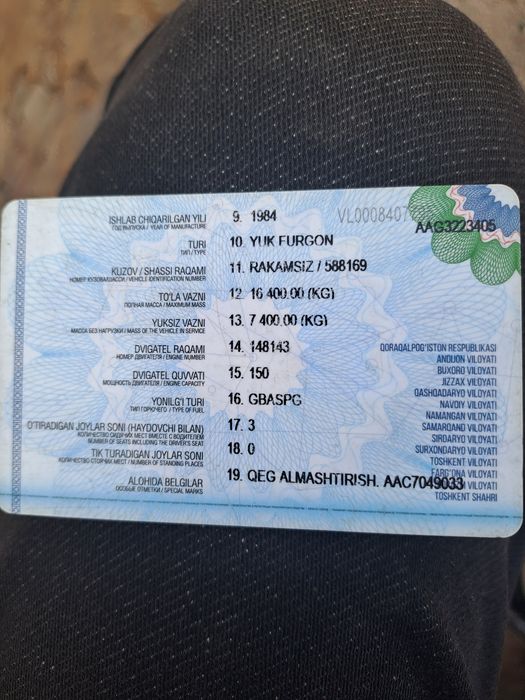 VL0008407
AAG3223405
ISHLAB CHIQARILGAN YILI 9. 1984
ГОД ВЫПУСКА / YEAR OF MANUFACTURE
TURI 10. YUK FURGON
ТИП / TYPE
KUZOV / SHASSI RAQAMI 11. RAKAMSIZ / 588169
НОМЕР КУЗОВА/ШАССИ / VEHICLE IDENTIFICATION NUMBER
TO'LA VAZNI 12. 16 400.00 (KG)
ПОЛНАЯ МАССА / MAXIMUM MASS
YUKSIZ VAZNI 13. 7 400.00 (KG)
МАССА БЕЗ НАГРУЗКИ / MASS OF THE VEHICLE IN SERVICE
DVIGATEL RAQAMI 14. 148143
НОМЕР ДВИГАТЕЛЯ / ENGINE NUMBER
DVIGATEL QUVVATI 15. 150
МОЩНОСТЬ ДВИГАТЕЛЯ / ENGINE CAPACITY
YONILG'I TURI 16. GBASPG
ТИП ГОРЮЧЕГО / TYPE OF FUEL
O'TIRADIGAN JOYLAR SONI (HAYDOVCHI BILAN) 17. 3
КОЛИЧЕСТВО СИДЯЧИХ МЕСТ ВМЕСТЕ С ВОДИТЕЛЕМ
NUMBER OF SEATS INCLUDING THE DRIVER'S SEAT
TIK TURADIGAN JOYLAR SONI 18. 0
КОЛИЧЕСТВО СТОЯЧИХ МЕСТ / NUMBER OF STANDING PLACES
ALOHIDA BELGILAR 19. QEG ALMASHTIRISH. AAC7049033
ОСОБЫЕ ОТМЕТКИ / SPECIAL MARKS
QORAQALPOG'ISTON RESPUBLIKASI
ANDIJON VILOYATI
BUXORO VILOYATI
JIZZAX VILOYATI
QASHQADARYO VILOYATI
NAVOIY VILOYATI
NAMANGAN VILOYATI
SAMARQAND VILOYATI
SIRDARYO VILOYATI
SURXONDARYO VILOYATI
TOSHKENT VILOYATI
FARG'ONA VILOYATI
VILOYATI
TOSHKENT SHAHRI